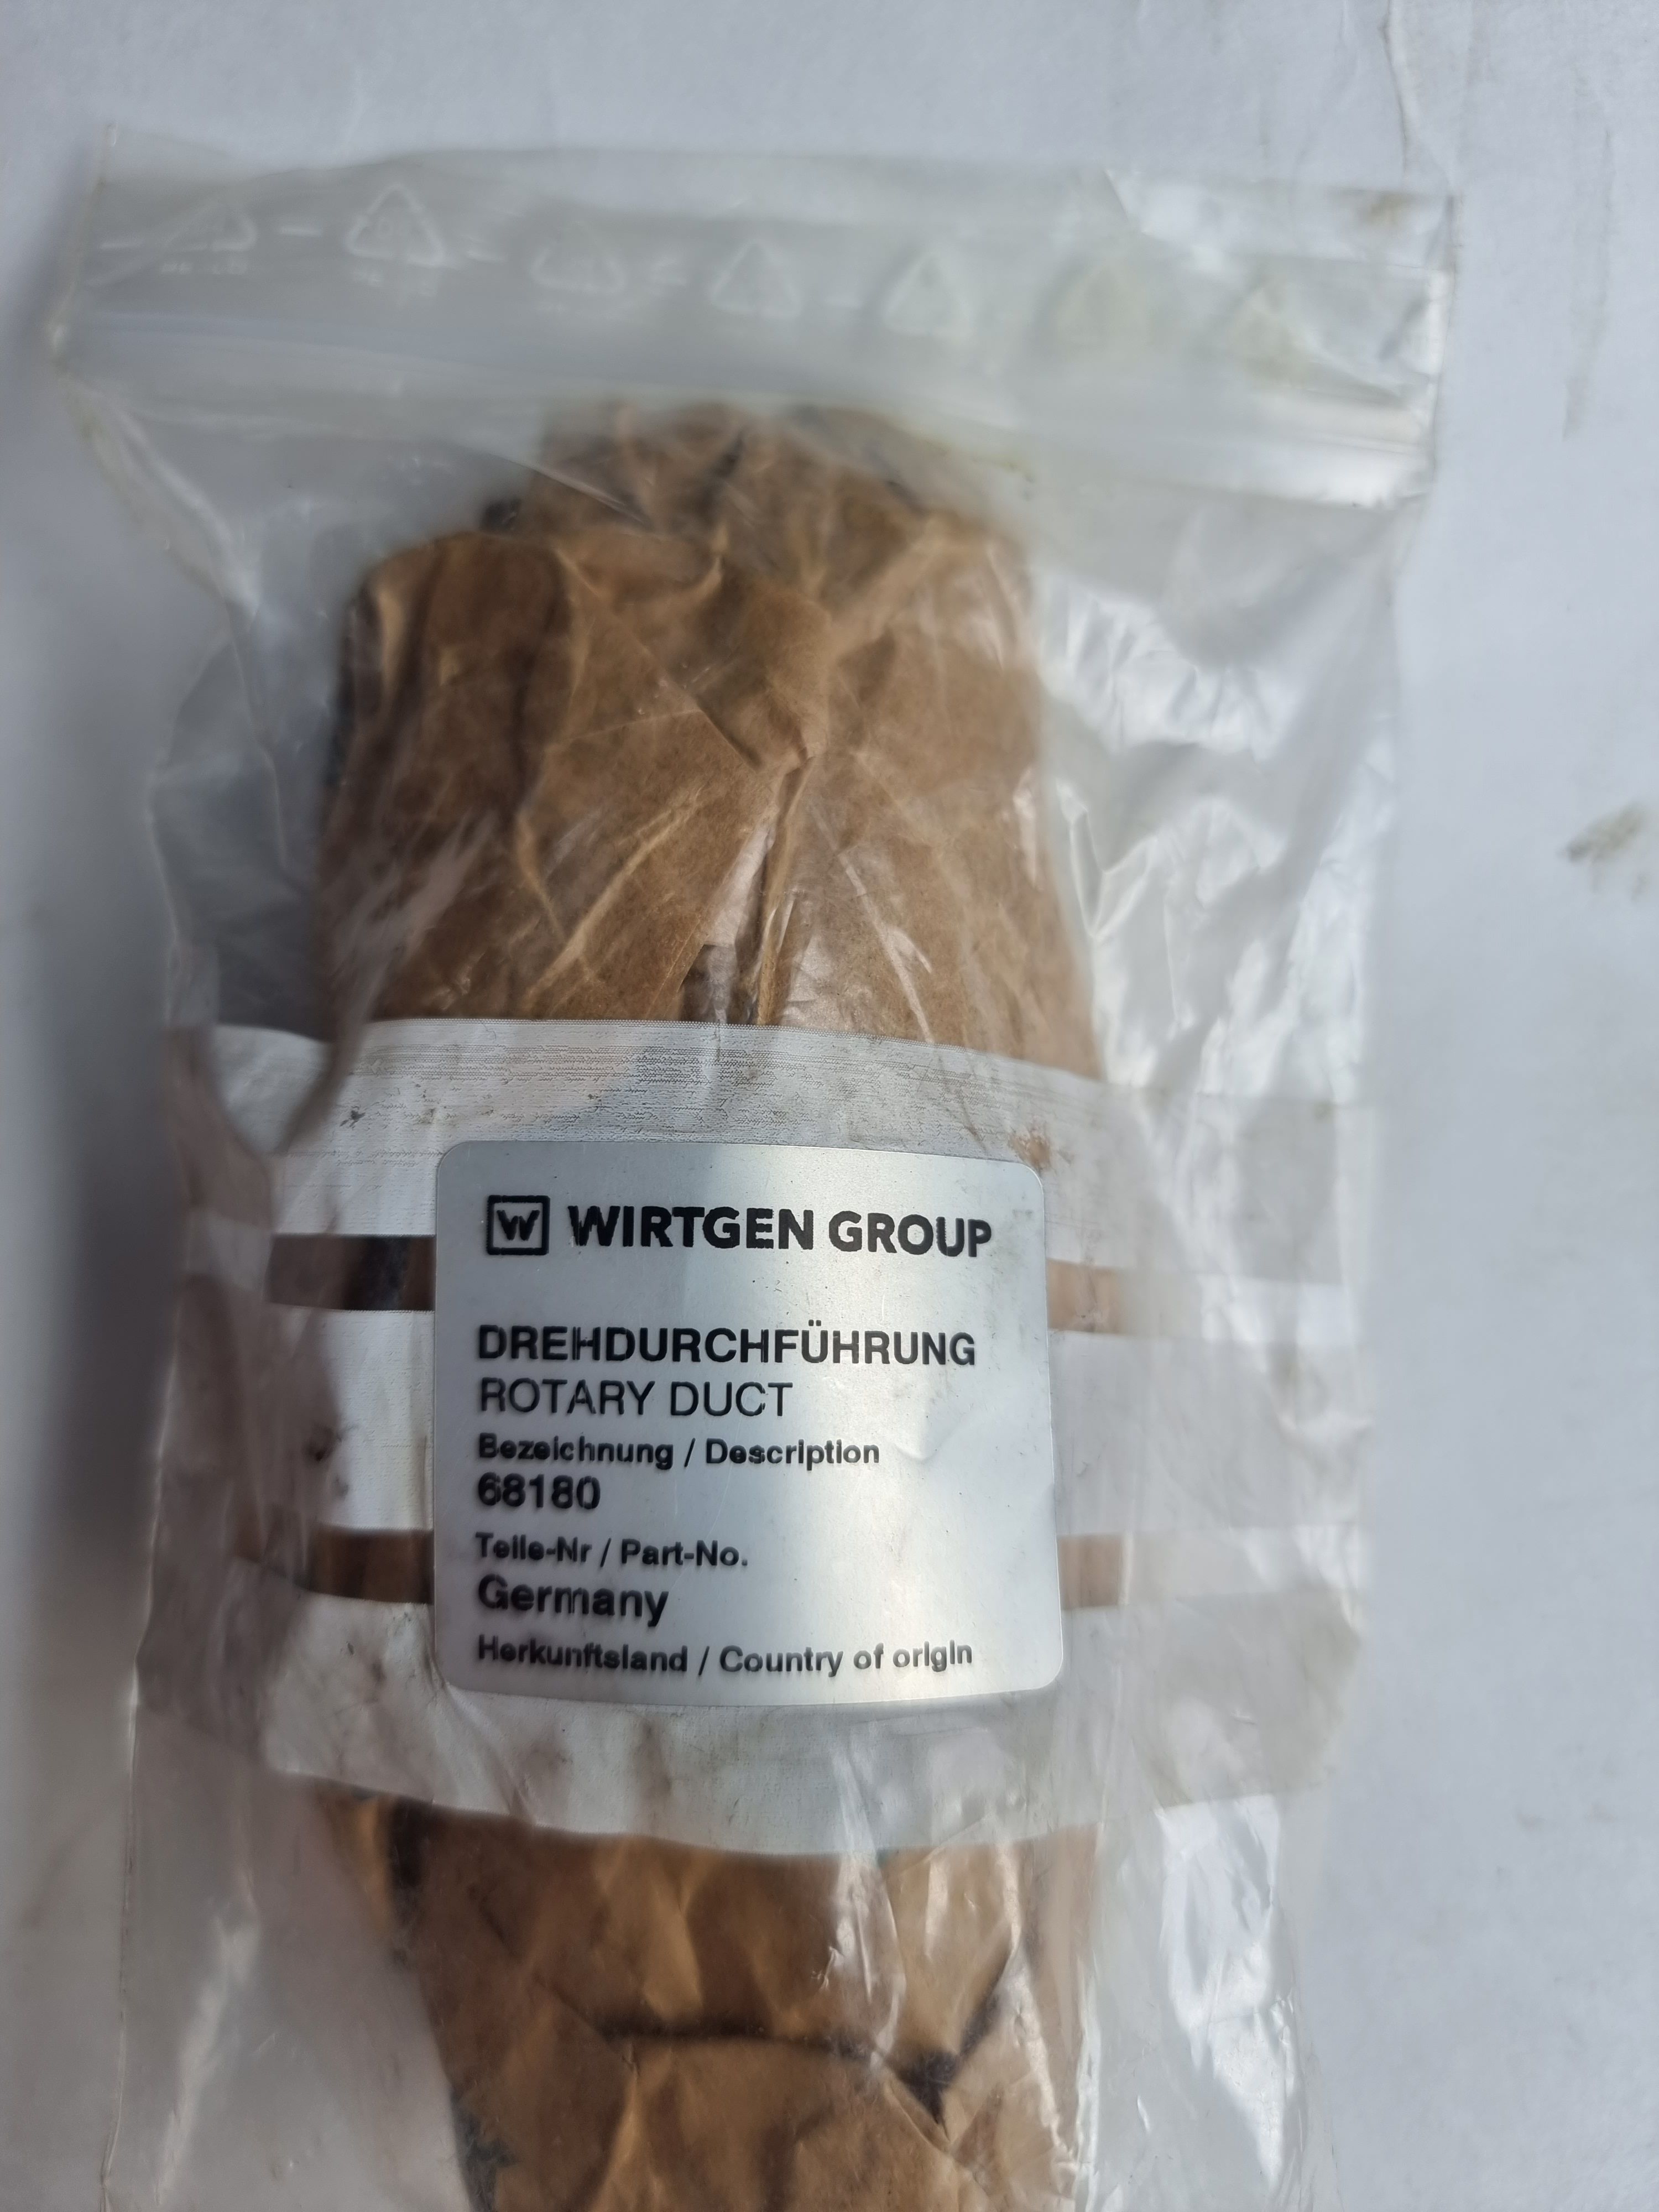 W WIRTGEN GROUP
DREHDURCHFÜHRUNG
ROTARY DUCT
Bezeichnung / Description
68180
Teile-Nr / Part-No.
Germany
Herkunftsland / Country of origin